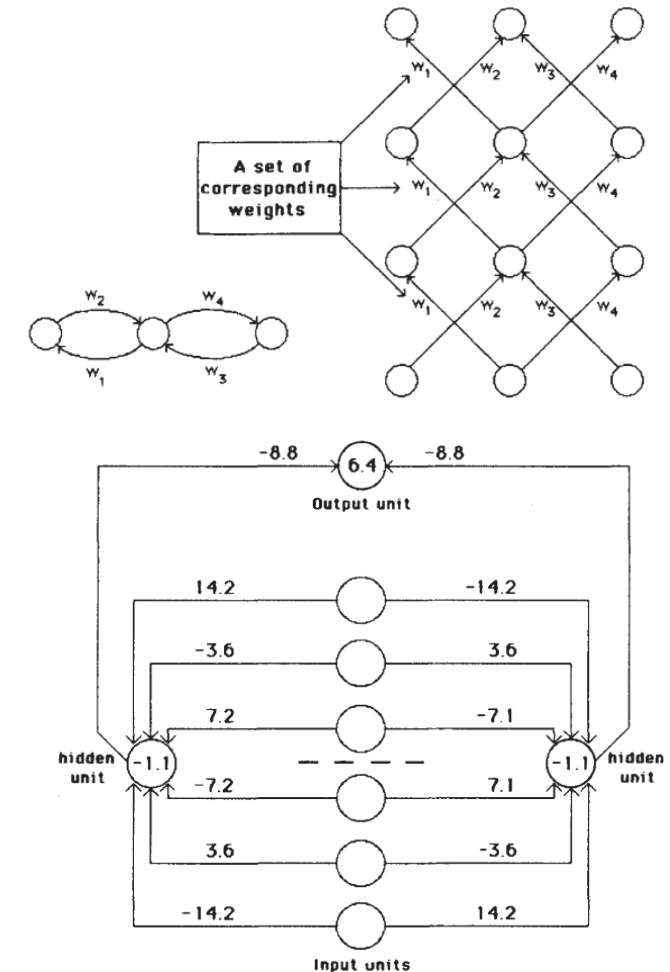 w1 w2 w3 w4
A set of
corresponding
weights
w1 w2 w3 w4
w1 w2 w3 w4
w2 w4
w1 w3
-8.8 6.4 -8.8
Output unit
14.2 -14.2
-3.6 3.6
7.2 -7.1
hidden
unit
-1.1 -1.1
hidden
unit
-7.2 7.1
3.6 -3.6
-14.2 14.2
Input units